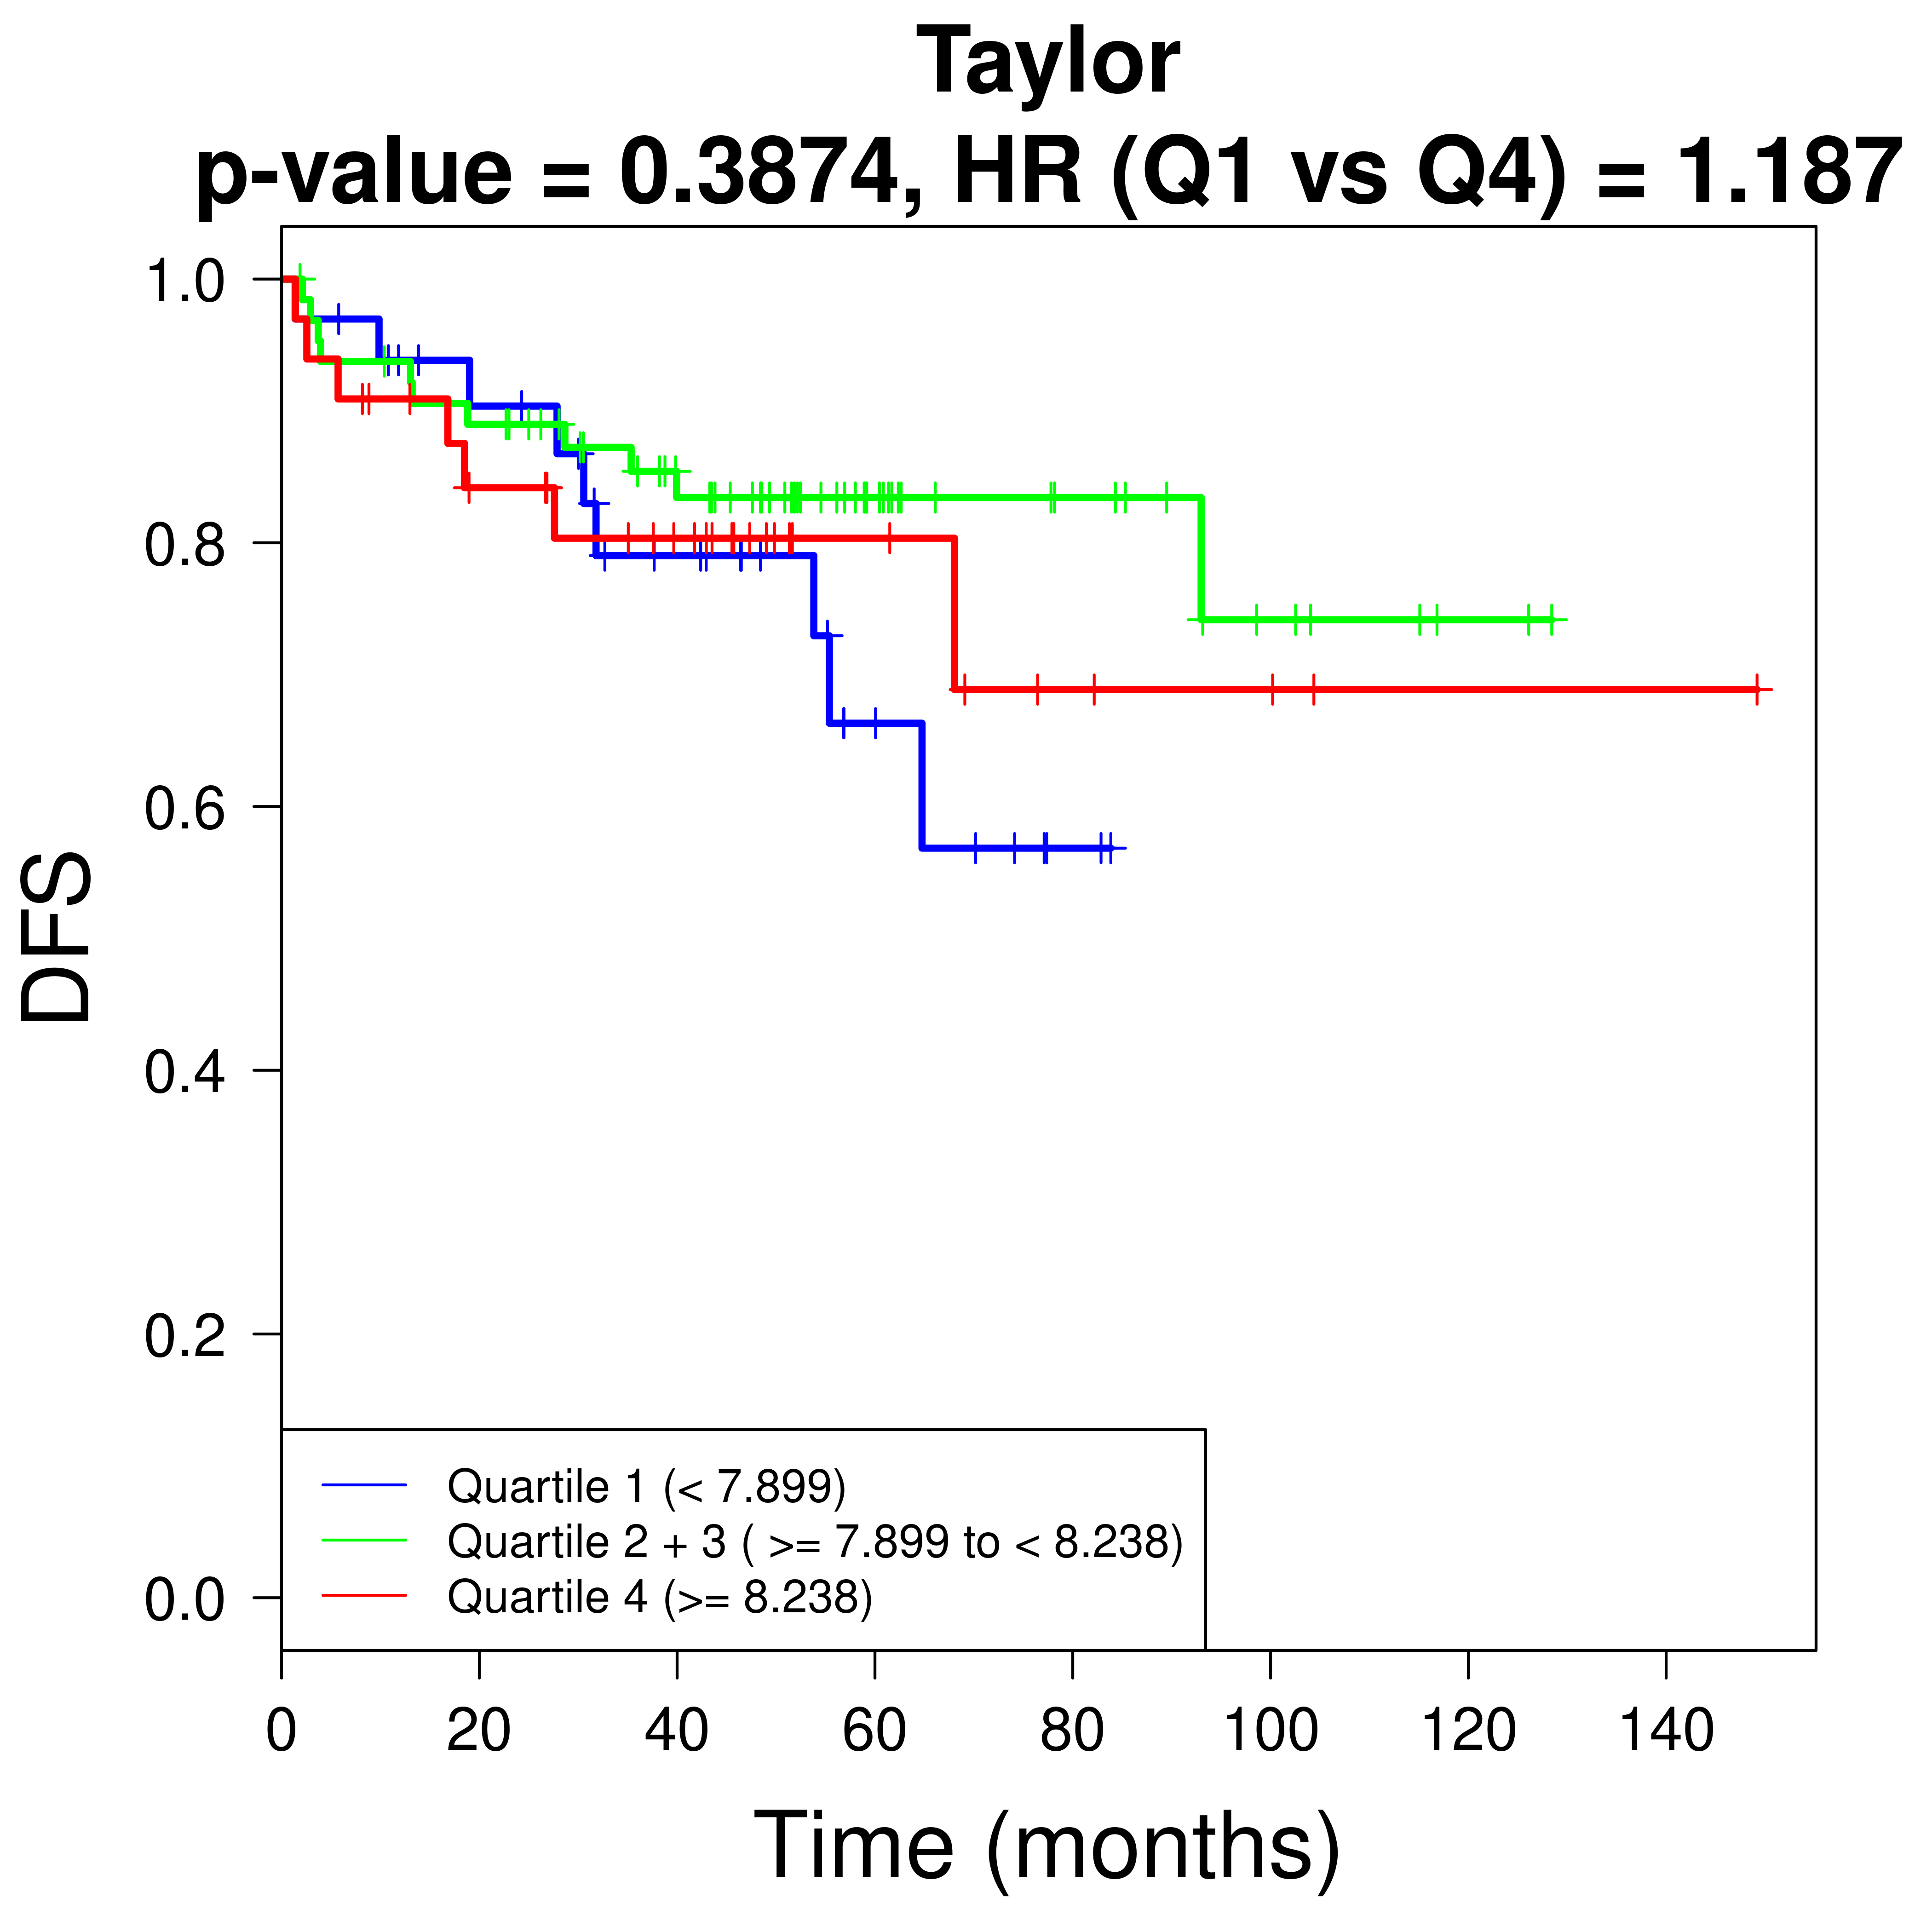 Taylor
p-value = 0.3874, HR (Q1 vs Q4) = 1.187
1.0
0.8
0.6
0.4
0.2
0.0
DFS
Quartile 1 (< 7.899)
Quartile 2 + 3 ( >= 7.899 to < 8.238)
Quartile 4 (>= 8.238)
0 20 40 60 80 100 120 140
Time (months)